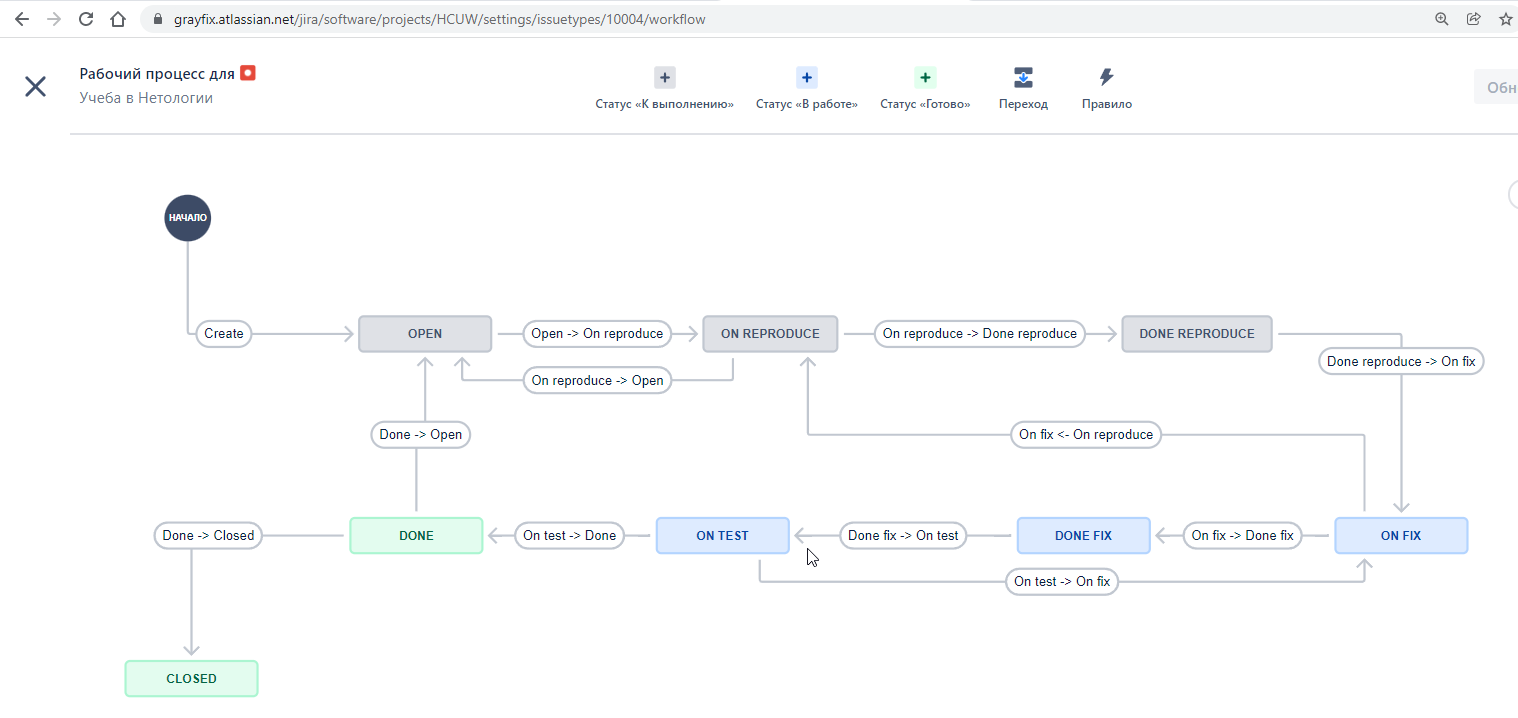 grayfix.atlassian.net/jira/software/projects/HCUW/settings/issuetypes/10004/workflow
Рабочий процесс для
Учеба в Нетологии
Статус «К выполнению»
Статус «В работе»
Статус «Готово»
Переход
Правило
Обн
НАЧАЛО
Create
OPEN
Open -> On reproduce
ON REPRODUCE
On reproduce -> Done reproduce
DONE REPRODUCE
Done reproduce -> On fix
On reproduce -> Open
Done -> Open
On fix <- On reproduce
Done -> Closed
DONE
On test -> Done
ON TEST
Done fix -> On test
DONE FIX
On fix -> Done fix
ON FIX
On test -> On fix
CLOSED